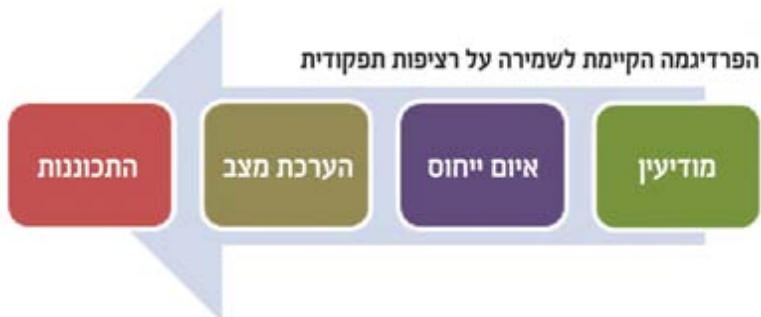 הפרדיגמה הקיימת לשמירה על רציפות תפקודית
מודיעין
איום ייחוס
הערכת מצב
התכוננות